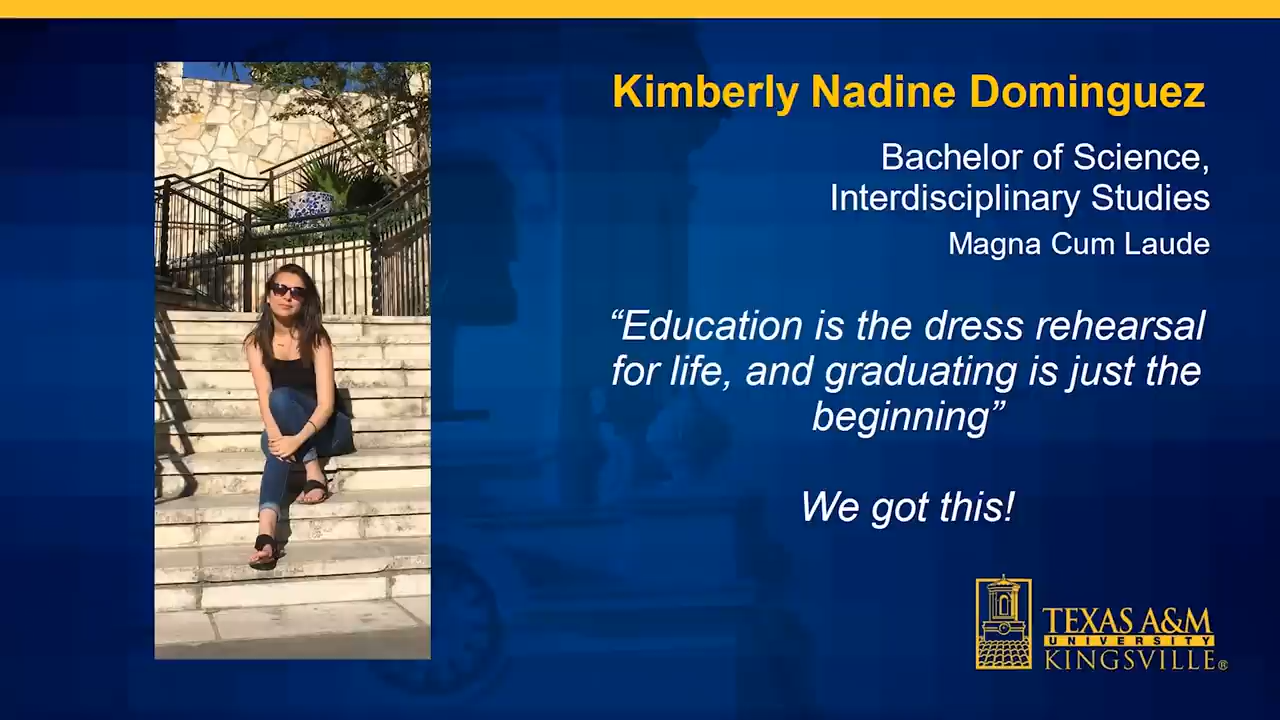 Kimberly Nadine Dominguez
Bachelor of Science,
Interdisciplinary Studies
Magna Cum Laude
“Education is the dress rehearsal
for life, and graduating is just the
beginning”
We got this!
TEXAS A&M
UNIVERSITY
KINGSVILLE®